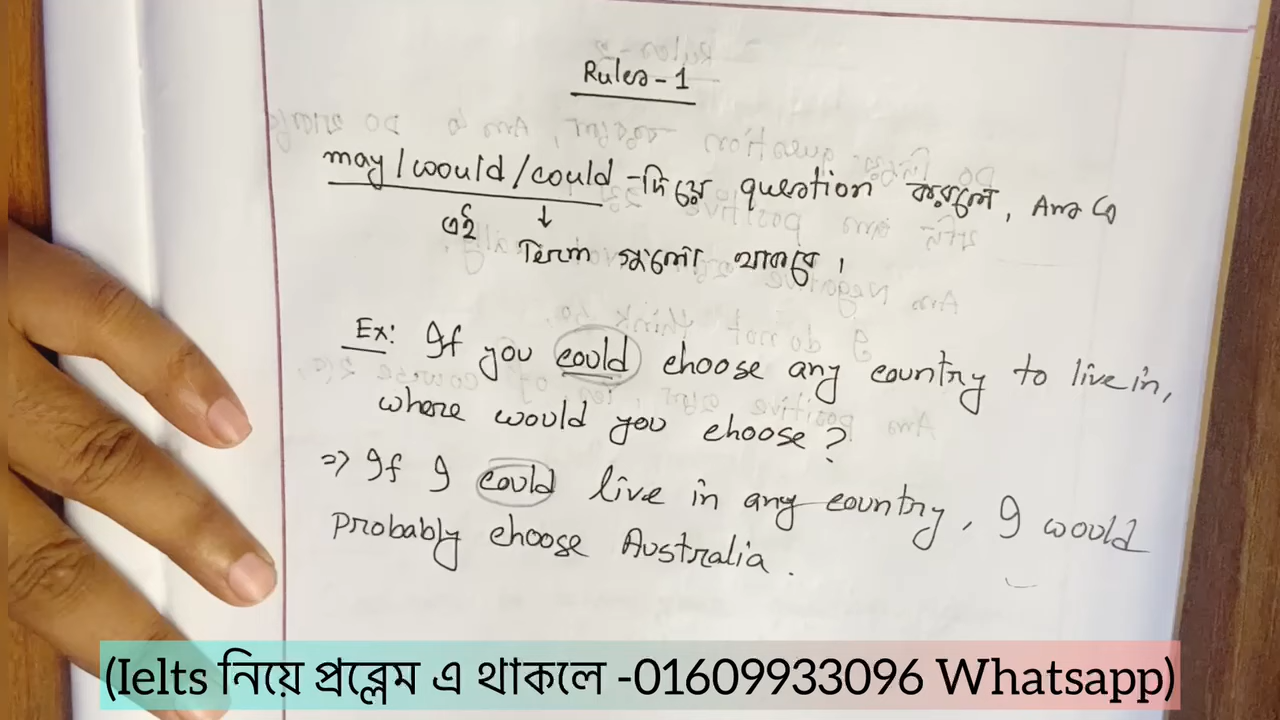 Rules-1
may/would/could -দিয়ে question করলে, Ans এ
এই ↓
Term গুলো থাকবে।
Ex: If you could choose any country to live in,
where would you choose?
=> If I could live in any country, I would
probably choose Australia.
(Ielts নিয়ে প্রব্লেম এ থাকলে -01609933096 Whatsapp)